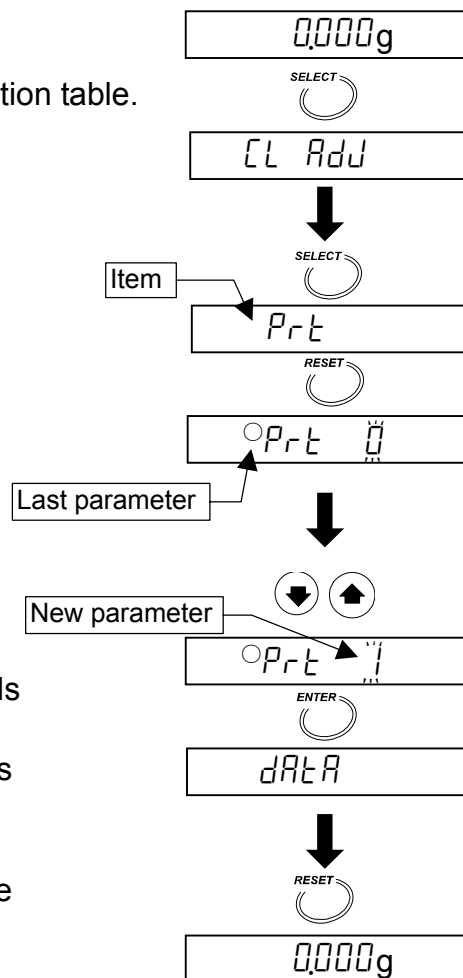 0.000g
SELECT
tion table.
CL AdJ
SELECT
Item
Prt
RESET
○Prt 0
Last parameter
New parameter
○Prt 1
ls
ENTER
s
dAtA
e
RESET
0.000g